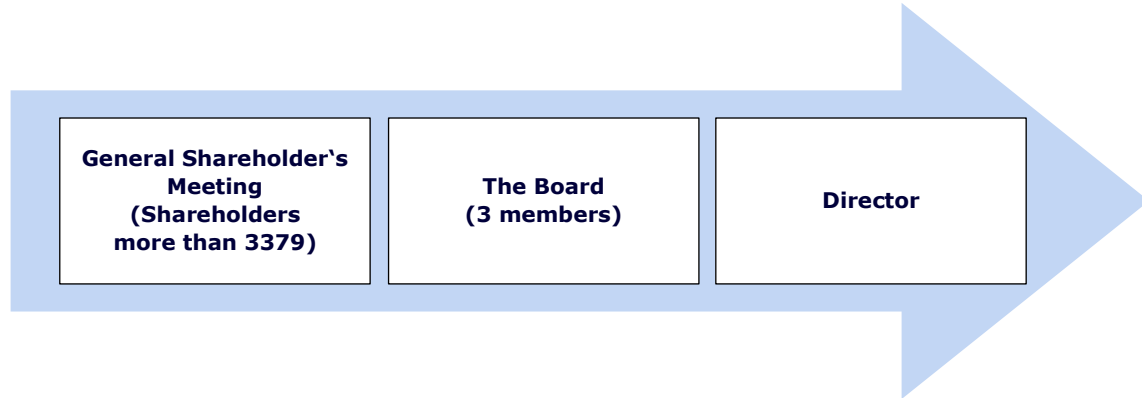 General Shareholder‘s
Meeting
(Shareholders
more than 3379)
The Board
(3 members)
Director